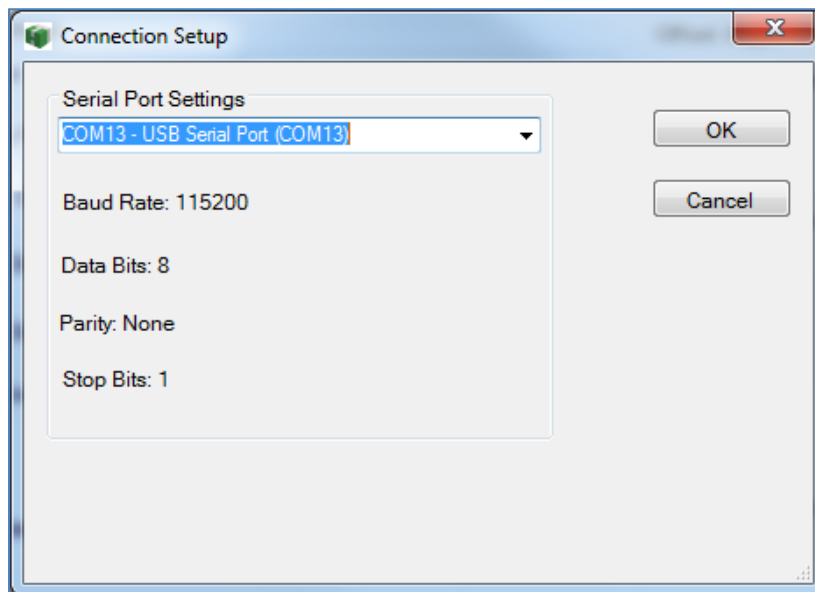 Connection Setup
Serial Port Settings
COM13 - USB Serial Port (COM13)
OK
Baud Rate: 115200
Cancel
Data Bits: 8
Parity: None
Stop Bits: 1